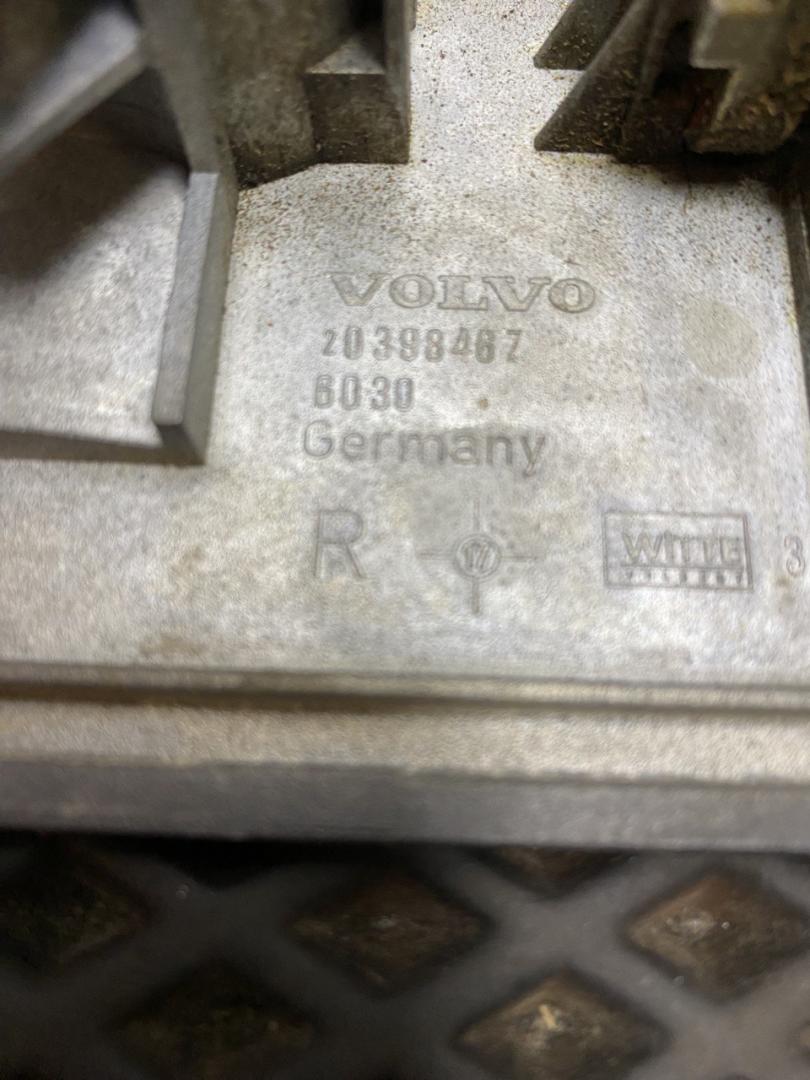 VOLVO
20398467
6030
Germany
R
17
WITTE
3